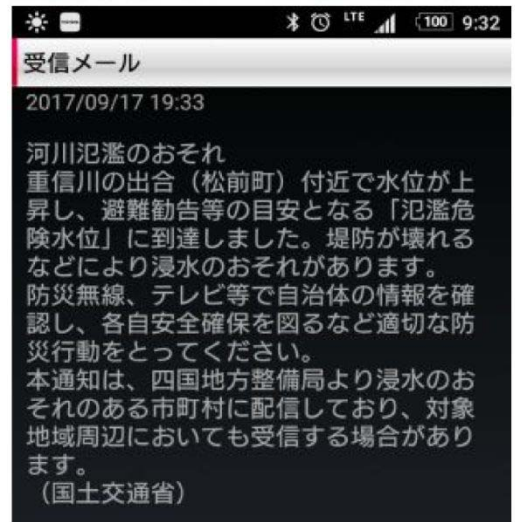 LTE 100 9:32
受信メール
2017/09/17 19:33
河川氾濫のおそれ
重信川の出合（松前町）付近で水位が上
昇し、避難勧告等の目安となる「氾濫危
険水位」に到達しました。堤防が壊れる
などにより浸水のおそれがあります。
防災無線、テレビ等で自治体の情報を確
認し、各自安全確保を図るなど適切な防
災行動をとってください。
本通知は、四国地方整備局より浸水のお
それのある市町村に配信しており、対象
地域周辺においても受信する場合があり
ます。
（国土交通省）